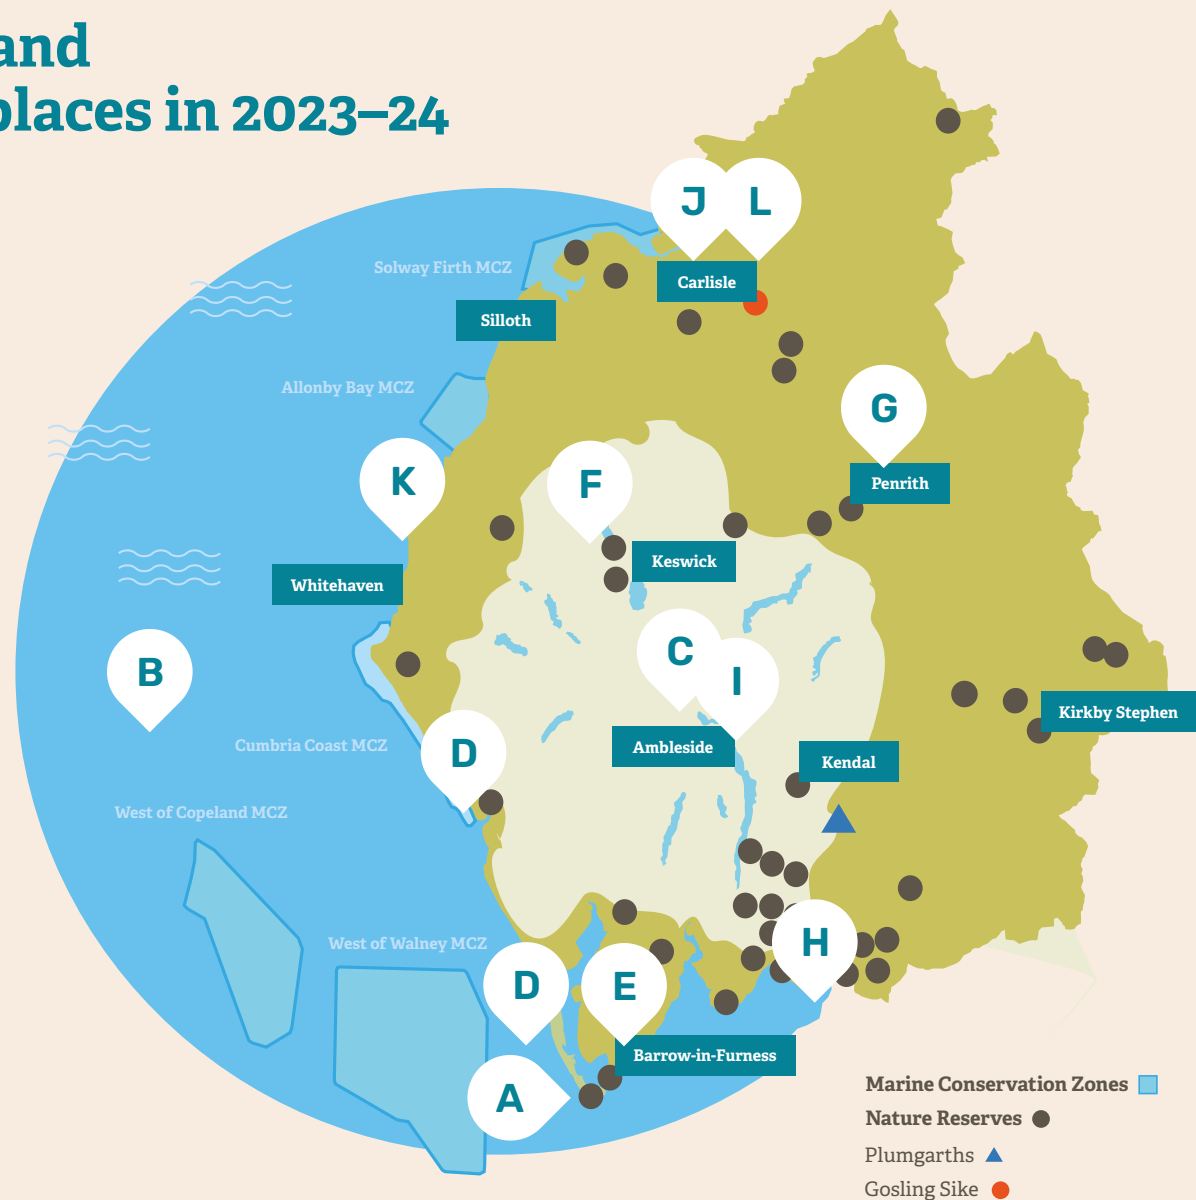 and
places in 2023–24
J
L
Solway Firth MCZ
Carlisle
Silloth
Allonby Bay MCZ
G
K
F
Penrith
Keswick
Whitehaven
C
B
I
Kirkby Stephen
Cumbria Coast MCZ
D
Ambleside
Kendal
West of Copeland MCZ
West of Walney MCZ
H
D
E
Barrow-in-Furness
A
Marine Conservation Zones
Nature Reserves
Plumgarths
Gosling Sike